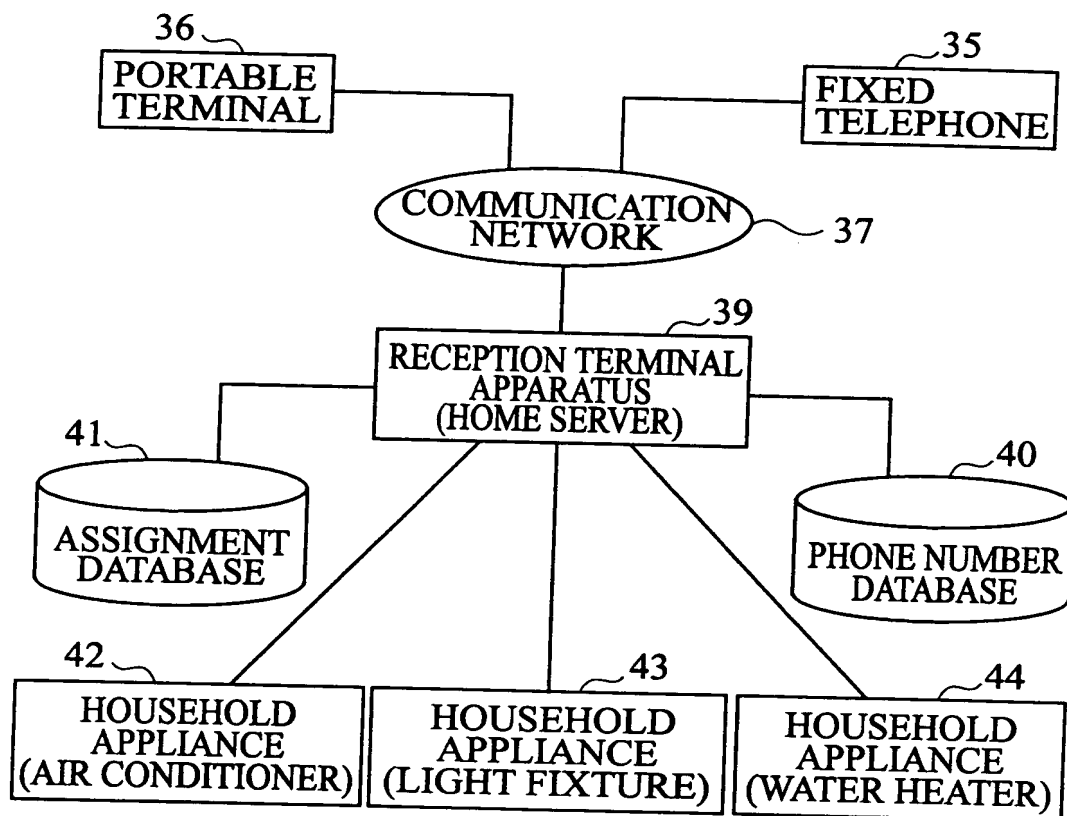 36
PORTABLE
TERMINAL
35
FIXED
TELEPHONE
COMMUNICATION
NETWORK
37
39
RECEPTION TERMINAL
APPARATUS
(HOME SERVER)
41
ASSIGNMENT
DATABASE
40
PHONE NUMBER
DATABASE
42
HOUSEHOLD
APPLIANCE
(AIR CONDITIONER)
43
HOUSEHOLD
APPLIANCE
(LIGHT FIXTURE)
44
HOUSEHOLD
APPLIANCE
(WATER HEATER)